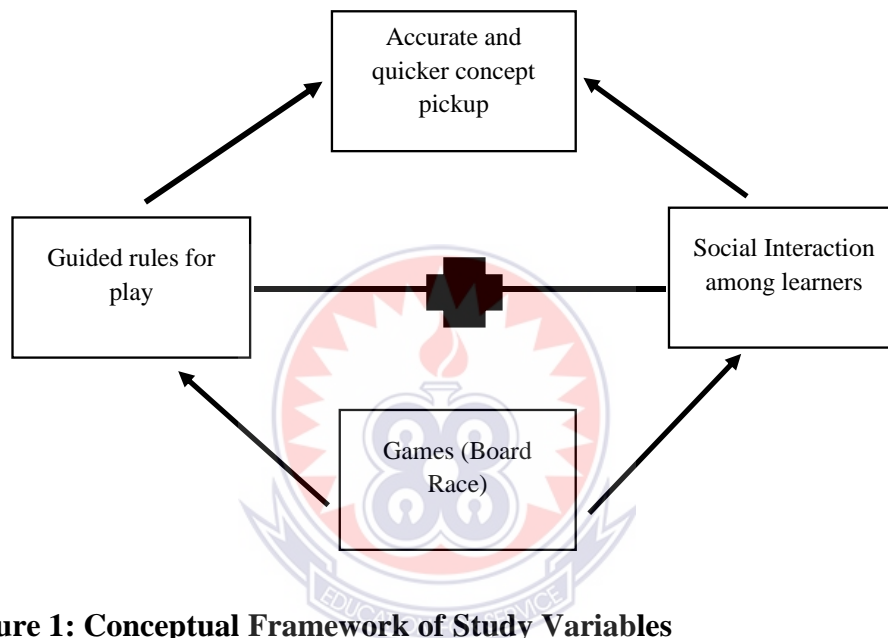 Accurate and
quicker concept
pickup
Guided rules for
play
Social Interaction
among learners
Games (Board
Race)
ure 1: Conceptual Framework of Study Variables